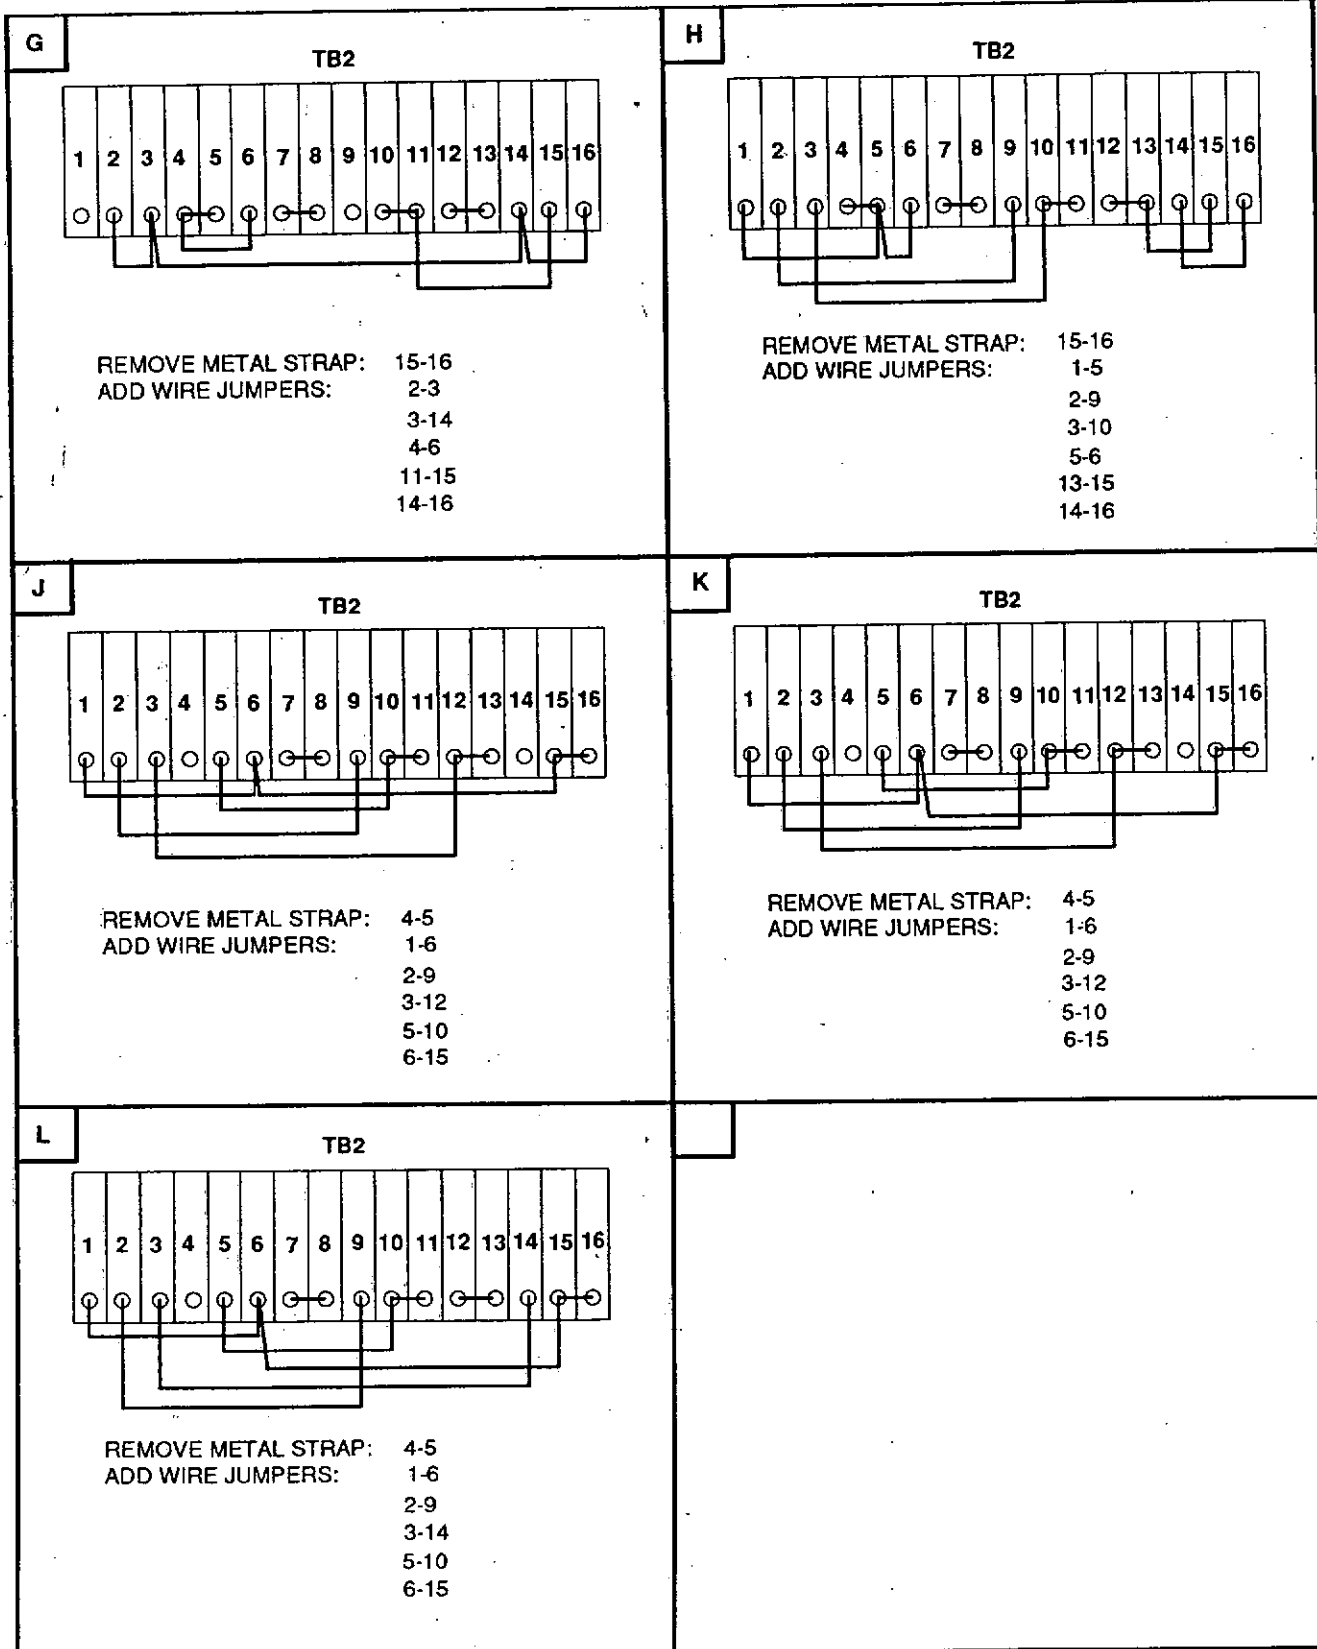 G
TB2
1 2 3 4 5 6 7 8 9 10 11 12 13 14 15 16
REMOVE METAL STRAP: 15-16
ADD WIRE JUMPERS: 2-3
3-14
4-6
11-15
14-16
H
TB2
1 2 3 4 5 6 7 8 9 10 11 12 13 14 15 16
REMOVE METAL STRAP: 15-16
ADD WIRE JUMPERS: 1-5
2-9
3-10
5-6
13-15
14-16
J
TB2
1 2 3 4 5 6 7 8 9 10 11 12 13 14 15 16
REMOVE METAL STRAP: 4-5
ADD WIRE JUMPERS: 1-6
2-9
3-12
5-10
6-15
K
TB2
1 2 3 4 5 6 7 8 9 10 11 12 13 14 15 16
REMOVE METAL STRAP: 4-5
ADD WIRE JUMPERS: 1-6
2-9
3-12
5-10
6-15
L
TB2
1 2 3 4 5 6 7 8 9 10 11 12 13 14 15 16
REMOVE METAL STRAP: 4-5
ADD WIRE JUMPERS: 1-6
2-9
3-14
5-10
6-15